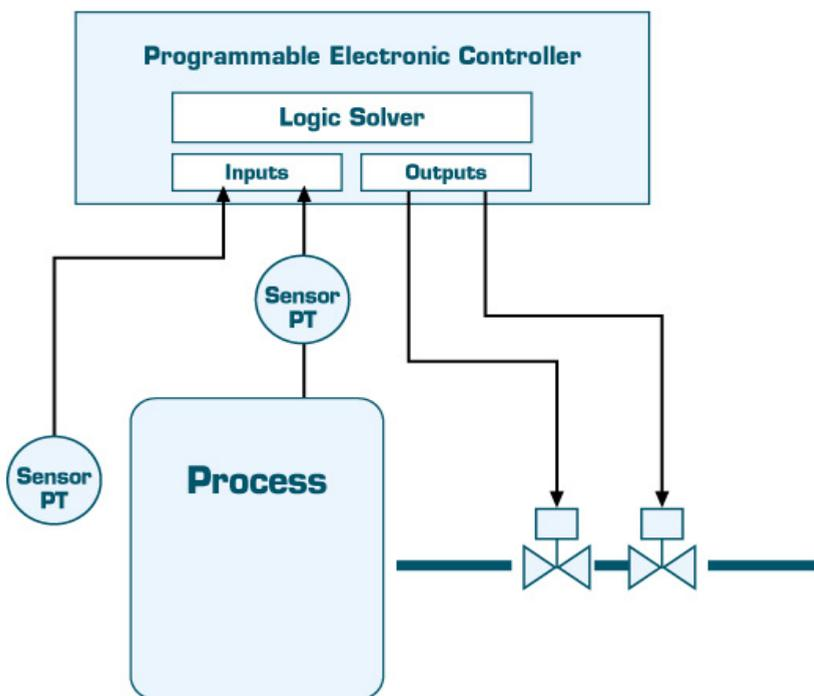 Programmable Electronic Controller
Logic Solver
Inputs
Outputs
Sensor
PT
Sensor
PT
Process